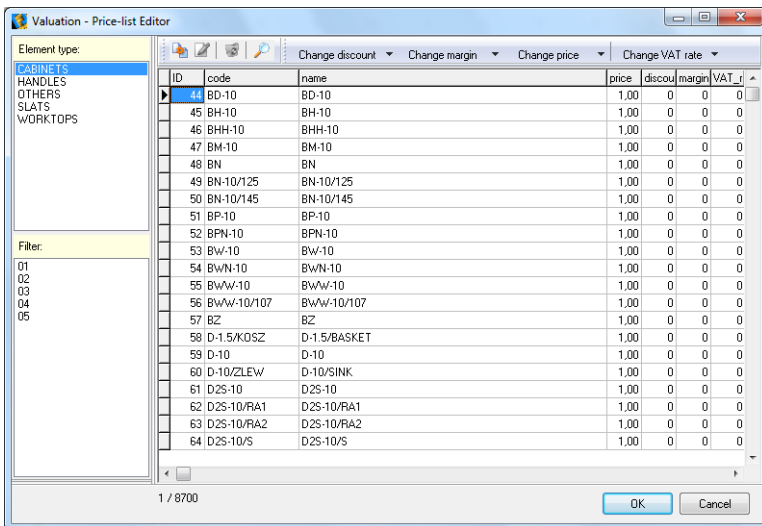 Valuation - Price-list Editor
Element type:
CABINETS
HANDLES
OTHERS
SLATS
WORKTOPS
Filter:
01
02
03
04
05
Change discount Change margin Change price Change VAT rate
ID code name price discou margin VAT_r
44 BD-10 BD-10 1,00 0 0 0
45 BH-10 BH-10 1,00 0 0 0
46 BHH-10 BHH-10 1,00 0 0 0
47 BM-10 BM-10 1,00 0 0 0
48 BN BN 1,00 0 0 0
49 BN-10/125 BN-10/125 1,00 0 0 0
50 BN-10/145 BN-10/145 1,00 0 0 0
51 BP-10 BP-10 1,00 0 0 0
52 BPN-10 BPN-10 1,00 0 0 0
53 BW-10 BW-10 1,00 0 0 0
54 BWN-10 BWN-10 1,00 0 0 0
55 BWW-10 BWW-10 1,00 0 0 0
56 BWW-10/107 BWW-10/107 1,00 0 0 0
57 BZ BZ 1,00 0 0 0
58 D-1.5/KOSZ D-1.5/BASKET 1,00 0 0 0
59 D-10 D-10 1,00 0 0 0
60 D-10/ZLEW D-10/SINK 1,00 0 0 0
61 D2S-10 D2S-10 1,00 0 0 0
62 D2S-10/RA1 D2S-10/RA1 1,00 0 0 0
63 D2S-10/RA2 D2S-10/RA2 1,00 0 0 0
64 D2S-10/S D2S-10/S 1,00 0 0 0
1 / 8700
OK Cancel